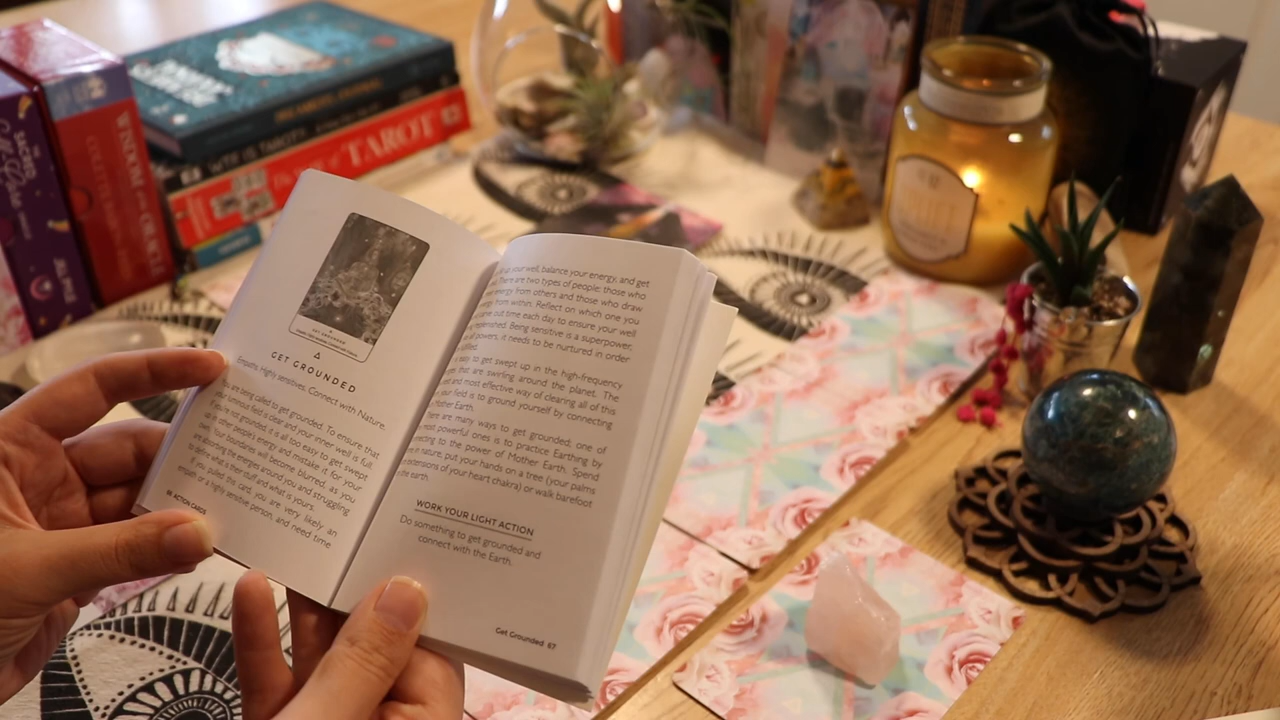 WISDOM
ORACLE
TAROT
GET GROUNDED
Empaths. Highly sensitives. Connect with Nature.
You are being called to get grounded. To ensure that
your luminous field is clear and your inner well is full.
If you're not grounded, it is all too easy to get swept
up in other people's energy and mistake it for your
own. Your boundaries will become blurred, as you
are absorbing the energies around you and struggling
to define what's their stuff and what is yours.
If you pulled this card, you are very likely an
empath or a highly sensitive person, and need time
ACTION CARDS
up your well, balance your energy, and get
There are two types of people: those who
energy from others and those who draw
from within. Reflect on which one you
out time each day to ensure your well
replenished. Being sensitive is a superpower.
powers, it needs to be nurtured in order
easy to get swept up in the high-frequency
that are swirling around the planet. The
and most effective way of clearing all of this
your field is to ground yourself by connecting
Mother Earth.
There are many ways to get grounded; one of
most powerful ones is to practice Earthing by
to the power of Mother Earth. Spend
in nature, put your hands on a tree (your palms
extensions of your heart chakra) or walk barefoot
the earth.
WORK YOUR LIGHT ACTION
Do something to get grounded and
connect with the Earth.
Get Grounded 67